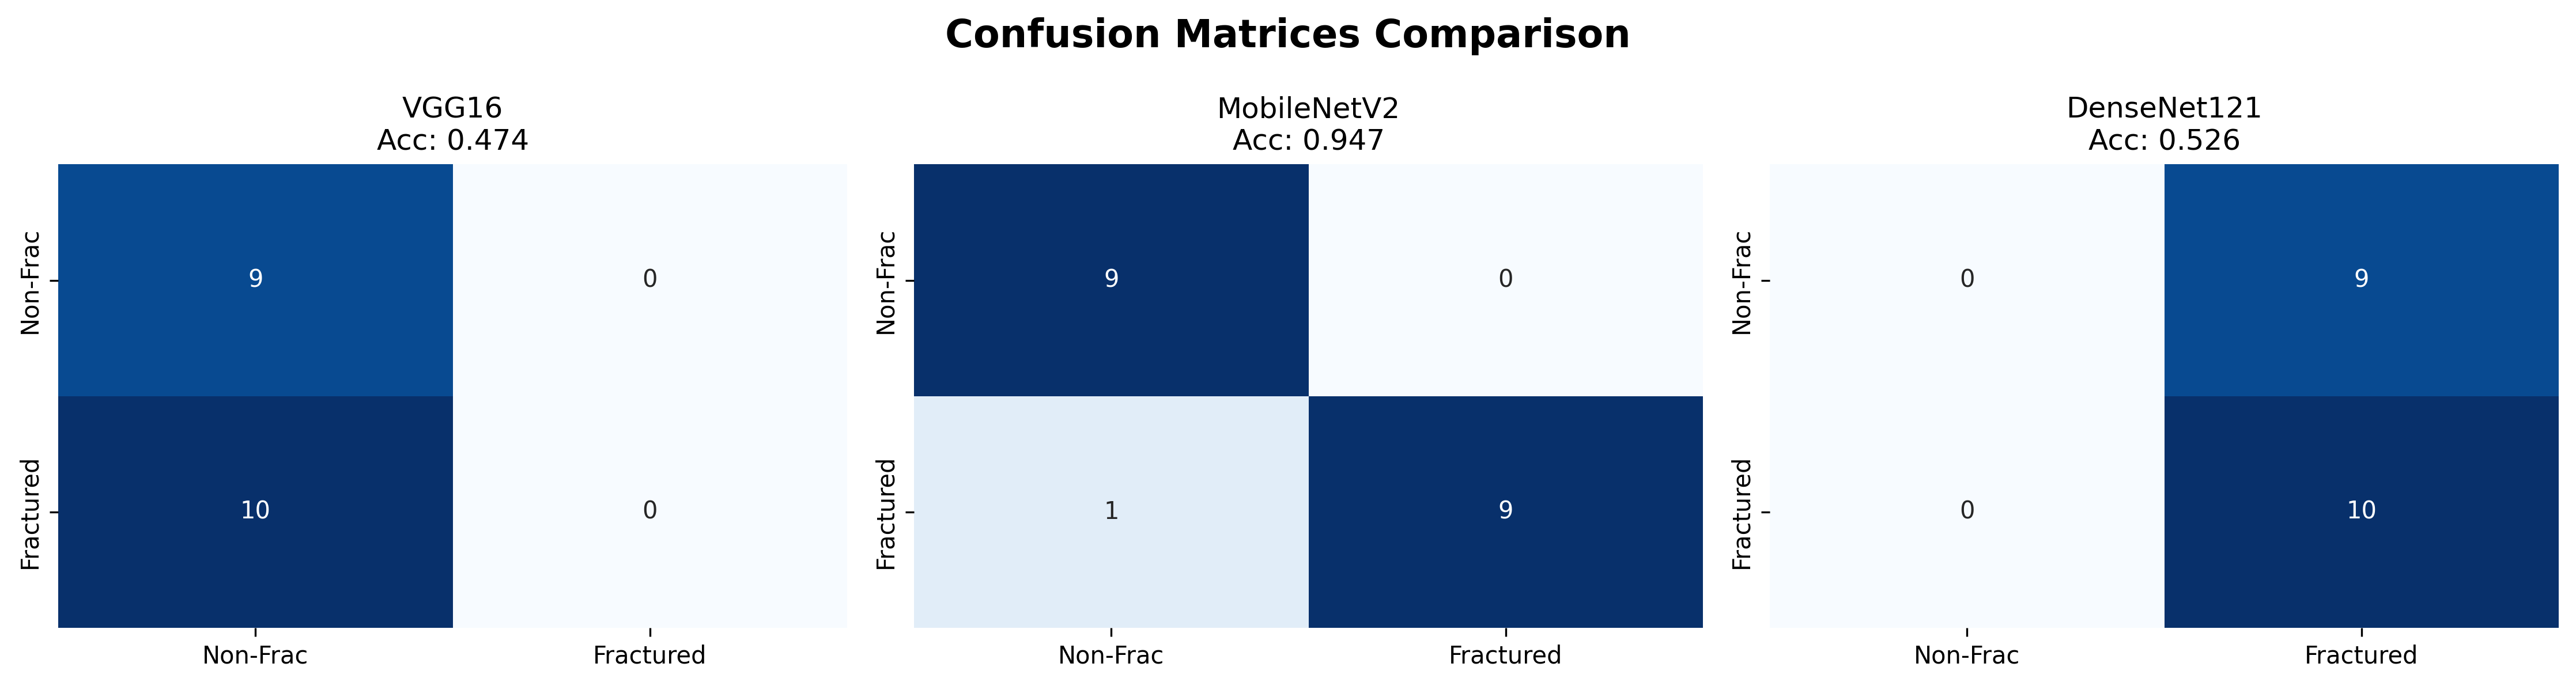 Confusion Matrices Comparison
VGG16
Acc: 0.474
Non-Frac
9
0
Fractured
10
0
Non-Frac
Fractured
MobileNetV2
Acc: 0.947
Non-Frac
9
0
Fractured
1
9
Non-Frac
Fractured
DenseNet121
Acc: 0.526
Non-Frac
0
9
Fractured
0
10
Non-Frac
Fractured